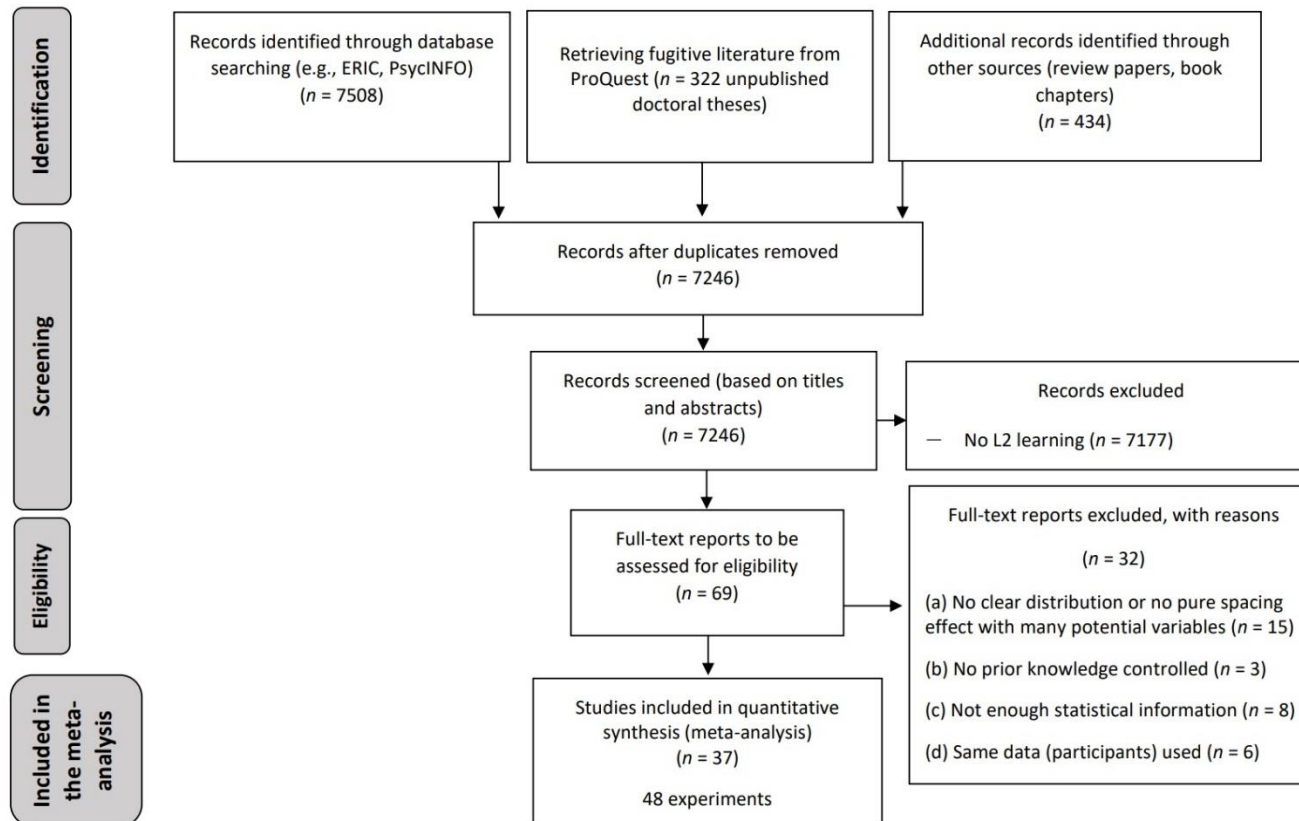 Identification
Records identified through database
searching (e.g., ERIC, PsycINFO)
(n = 7508)
Retrieving fugitive literature from
ProQuest (n = 322 unpublished
doctoral theses)
Additional records identified through
other sources (review papers, book
chapters)
(n = 434)
Screening
Records after duplicates removed
(n = 7246)
Records screened (based on titles
and abstracts)
(n = 7246)
Records excluded
— No L2 learning (n = 7177)
Eligibility
Full-text reports to be
assessed for eligibility
(n = 69)
Full-text reports excluded, with reasons
(n = 32)
(a) No clear distribution or no pure spacing
effect with many potential variables (n = 15)
(b) No prior knowledge controlled (n = 3)
(c) Not enough statistical information (n = 8)
(d) Same data (participants) used (n = 6)
Included in
the meta-
analysis
Studies included in quantitative
synthesis (meta-analysis)
(n = 37)
48 experiments